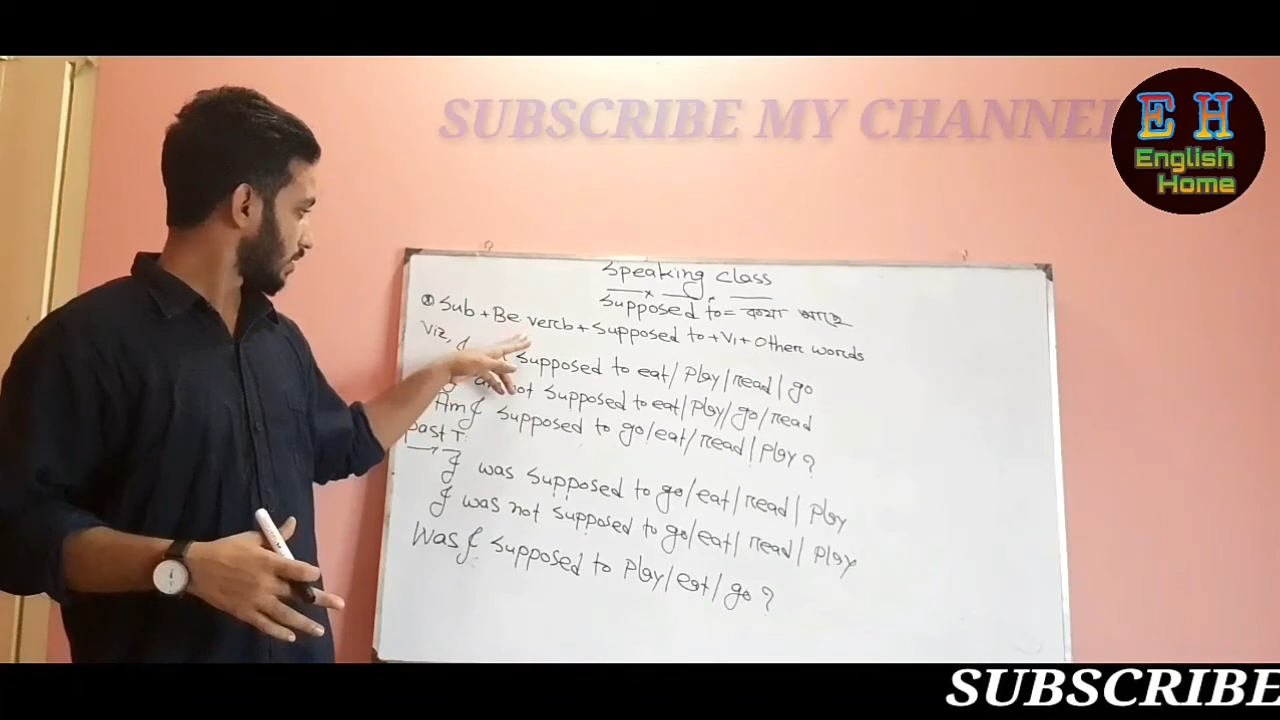 SUBSCRIBE MY CHANNEL
E H
English
Home
Speaking class
Supposed to = কথা আছে
Sub + Be verb + Supposed to + V1 + Other words
Viz,
supposed to eat/ play/ read/ go
not supposed to eat/ play/ go/ read
Am I supposed to go/eat/ read/ play ?
Past T:
I was supposed to go/eat/ read/ play
I was not supposed to go/eat/ read/ play
Was I supposed to play/ eat/ go ?
SUBSCRIBE